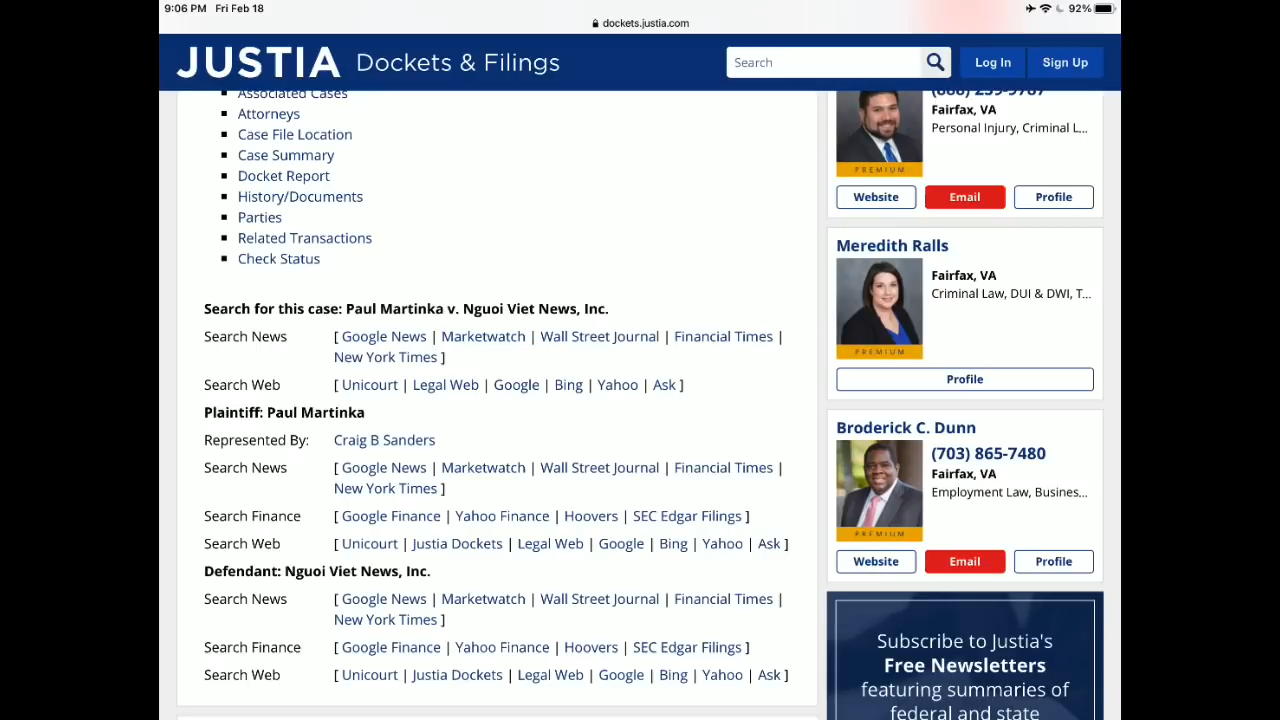 9:06 PM Fri Feb 18
92%
dockets.justia.com
JUSTIA Dockets & Filings
Search
Log In
Sign Up
Associated Cases
Attorneys
Case File Location
Case Summary
Docket Report
History/Documents
Parties
Related Transactions
Check Status
Search for this case: Paul Martinka v. Nguoi Viet News, Inc.
Search News [ Google News | Marketwatch | Wall Street Journal | Financial Times |
New York Times ]
Search Web [ Unicourt | Legal Web | Google | Bing | Yahoo | Ask ]
Plaintiff: Paul Martinka
Represented By: Craig B Sanders
Search News [ Google News | Marketwatch | Wall Street Journal | Financial Times |
New York Times ]
Search Finance [ Google Finance | Yahoo Finance | Hoovers | SEC Edgar Filings ]
Search Web [ Unicourt | Justia Dockets | Legal Web | Google | Bing | Yahoo | Ask ]
Defendant: Nguoi Viet News, Inc.
Search News [ Google News | Marketwatch | Wall Street Journal | Financial Times |
New York Times ]
Search Finance [ Google Finance | Yahoo Finance | Hoovers | SEC Edgar Filings ]
Search Web [ Unicourt | Justia Dockets | Legal Web | Google | Bing | Yahoo | Ask ]
Fairfax, VA
Personal Injury, Criminal L...
PREMIUM
Website Email Profile
Meredith Ralls
Fairfax, VA
Criminal Law, DUI & DWI, T...
PREMIUM
Profile
Broderick C. Dunn
(703) 865-7480
Fairfax, VA
Employment Law, Busines...
PREMIUM
Website Email Profile
Subscribe to Justia's
Free Newsletters
featuring summaries of
federal and state